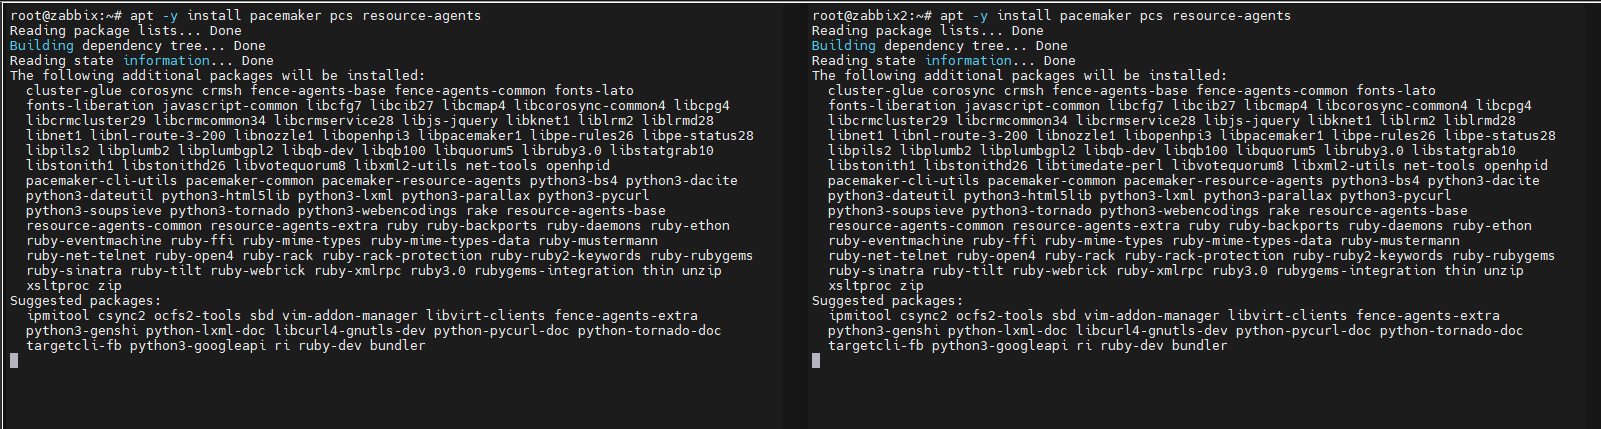 root@zabbix:~# apt -y install pacemaker pcs resource-agents
Reading package lists... Done
Building dependency tree... Done
Reading state information... Done
The following additional packages will be installed:
  cluster-glue corosync crmsh fence-agents-base fence-agents-common fonts-lato
  fonts-liberation javascript-common libcfg7 libcib27 libcmap4 libcorosync-common4 libcpg4
  libcrmcluster29 libcrmcommon34 libcrmservice28 libjs-jquery libknet1 liblrm2 liblrmd28
  libnet1 libnl-route-3-200 libnozzle1 libopenhpi3 libpacemaker1 libpe-rules26 libpe-status28
  libpils2 libplumb2 libplumbgpl2 libqb-dev libqb100 libquorum5 libruby3.0 libstatgrab10
  libstonith1 libstonithd26 libvotequorum8 libxml2-utils net-tools openhpid
  pacemaker-cli-utils pacemaker-common pacemaker-resource-agents python3-bs4 python3-dacite
  python3-dateutil python3-html5lib python3-lxml python3-parallax python3-pycurl
  python3-soupsieve python3-tornado python3-webencodings rake resource-agents-base
  resource-agents-common resource-agents-extra ruby ruby-backports ruby-daemons ruby-ethon
  ruby-eventmachine ruby-ffi ruby-mime-types ruby-mime-types-data ruby-mustermann
  ruby-net-telnet ruby-open4 ruby-rack ruby-rack-protection ruby-ruby2-keywords ruby-rubygems
  ruby-sinatra ruby-tilt ruby-webrick ruby-xmlrpc ruby3.0 rubygems-integration thin unzip
  xsltproc zip
Suggested packages:
  ipmitool csync2 ocfs2-tools sbd vim-addon-manager libvirt-clients fence-agents-extra
  python3-genshi python-lxml-doc libcurl4-gnutls-dev python-pycurl-doc python-tornado-doc
  targetcli-fb python3-googleapi ri ruby-dev bundler
root@zabbix2:~# apt -y install pacemaker pcs resource-agents
Reading package lists... Done
Building dependency tree... Done
Reading state information... Done
The following additional packages will be installed:
  cluster-glue corosync crmsh fence-agents-base fence-agents-common fonts-lato
  fonts-liberation javascript-common libcfg7 libcib27 libcmap4 libcorosync-common4 libcpg4
  libcrmcluster29 libcrmcommon34 libcrmservice28 libjs-jquery libknet1 liblrm2 liblrmd28
  libnet1 libnl-route-3-200 libnozzle1 libopenhpi3 libpacemaker1 libpe-rules26 libpe-status28
  libpils2 libplumb2 libplumbgpl2 libqb-dev libqb100 libquorum5 libruby3.0 libstatgrab10
  libstonith1 libstonithd26 libtimedate-perl libvotequorum8 libxml2-utils net-tools openhpid
  pacemaker-cli-utils pacemaker-common pacemaker-resource-agents python3-bs4 python3-dacite
  python3-dateutil python3-html5lib python3-lxml python3-parallax python3-pycurl
  python3-soupsieve python3-tornado python3-webencodings rake resource-agents-base
  resource-agents-common resource-agents-extra ruby ruby-backports ruby-daemons ruby-ethon
  ruby-eventmachine ruby-ffi ruby-mime-types ruby-mime-types-data ruby-mustermann
  ruby-net-telnet ruby-open4 ruby-rack ruby-rack-protection ruby-ruby2-keywords ruby-rubygems
  ruby-sinatra ruby-tilt ruby-webrick ruby-xmlrpc ruby3.0 rubygems-integration thin unzip
  xsltproc zip
Suggested packages:
  ipmitool csync2 ocfs2-tools sbd vim-addon-manager libvirt-clients fence-agents-extra
  python3-genshi python-lxml-doc libcurl4-gnutls-dev python-pycurl-doc python-tornado-doc
  targetcli-fb python3-googleapi ri ruby-dev bundler